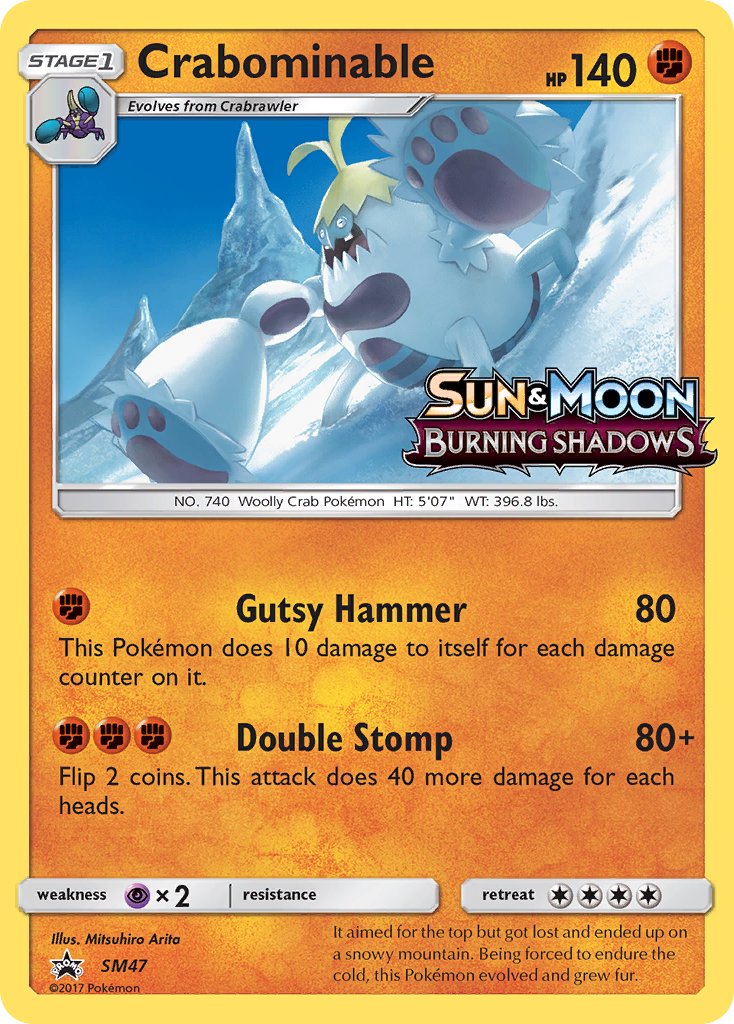 STAGE1
Crabominable
HP 140
Evolves from Crabrawler
SUN & MOON
BURNING SHADOWS
NO. 740 Woolly Crab Pokémon HT: 5'07" WT: 396.8 lbs.
Gutsy Hammer 80
This Pokémon does 10 damage to itself for each damage
counter on it.
Double Stomp 80+
Flip 2 coins. This attack does 40 more damage for each
heads.
weakness ×2 resistance retreat
Illus. Mitsuhiro Arita
PROMO SM47
©2017 Pokémon
It aimed for the top but got lost and ended up on
a snowy mountain. Being forced to endure the
cold, this Pokémon evolved and grew fur.